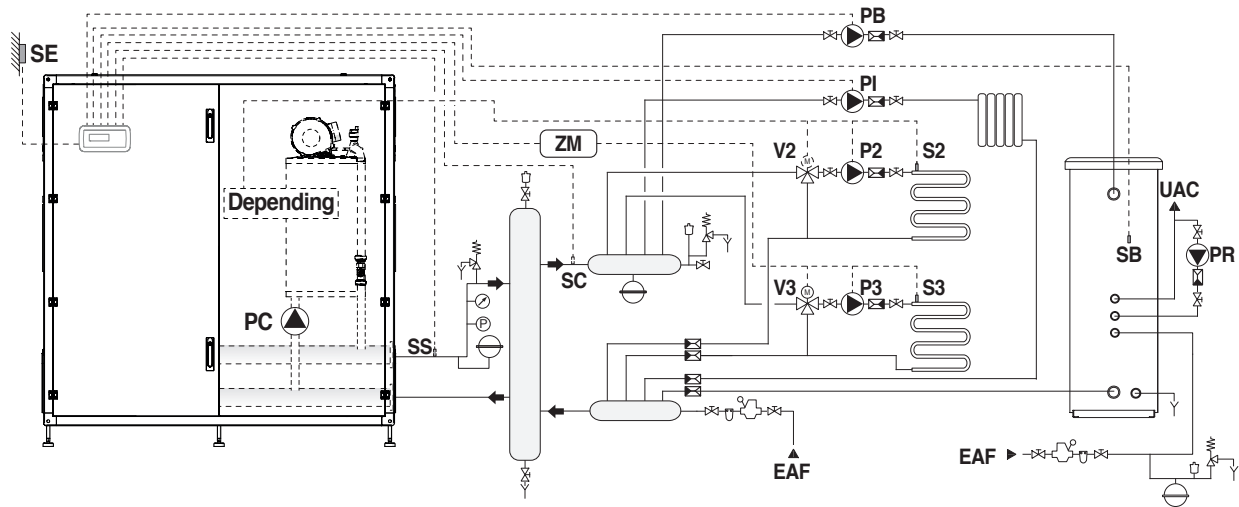 PB
SE
PI
ZM
V2
P2
S2
Depending
UAC
SB
PR
SC
V3
P3
S3
PC
SS
P
M
M
EAF
EAF